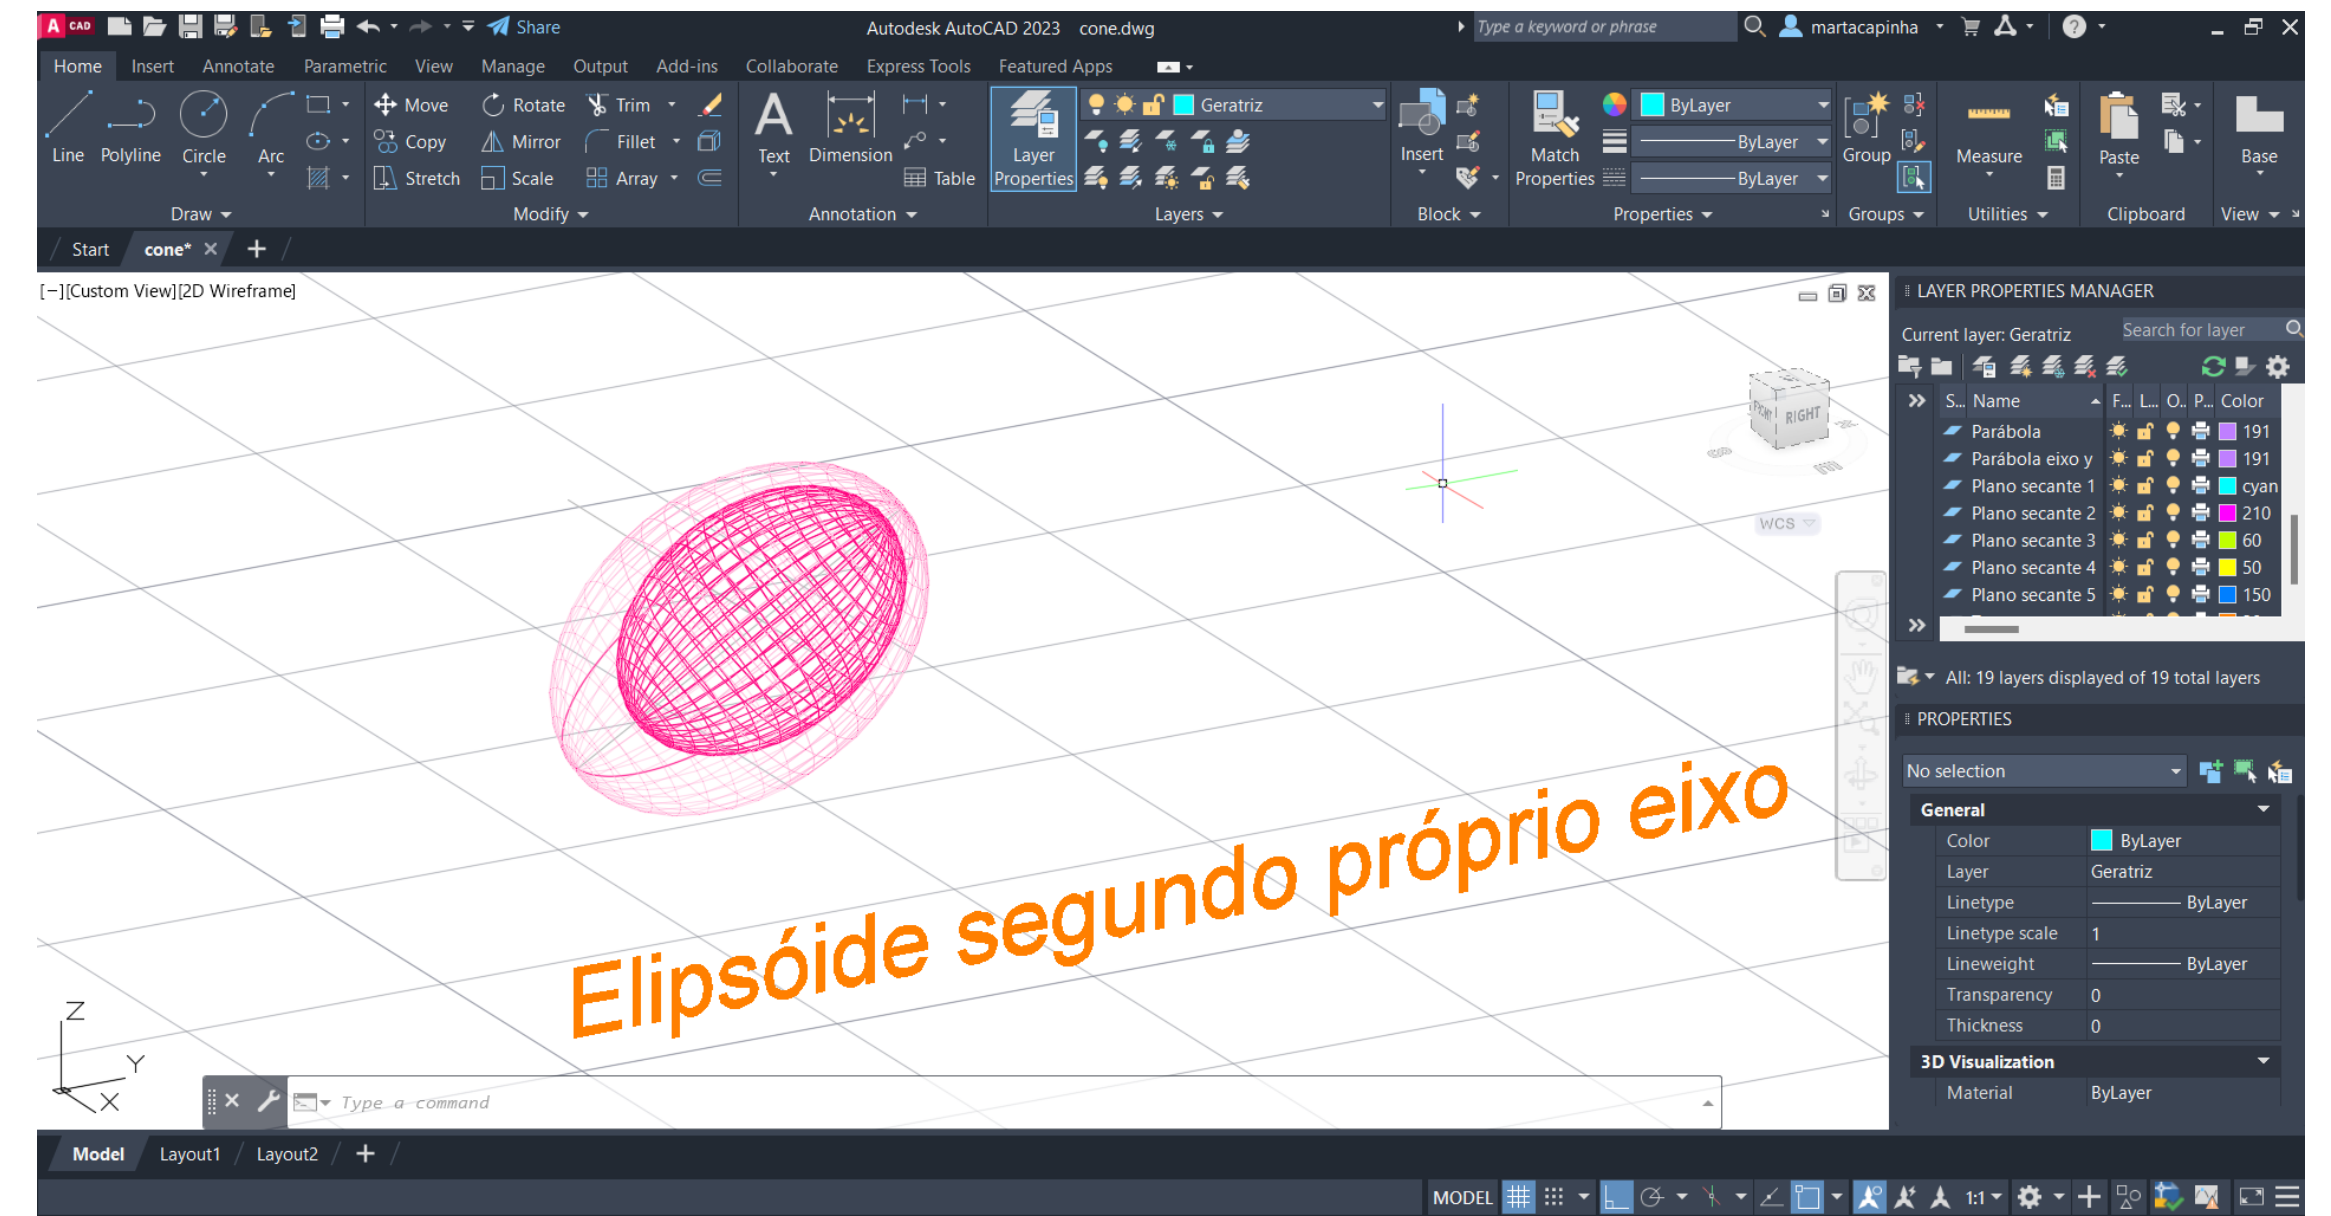 A CAD Share Autodesk AutoCAD 2023 cone.dwg Type a keyword or phrase martacapinha
Home Insert Annotate Parametric View Manage Output Add-ins Collaborate Express Tools Featured Apps
Line Polyline Circle Arc
Draw
Move Rotate Trim
Copy Mirror Fillet
Stretch Scale Array
Modify
Text Dimension Table
Annotation
Layer Properties Geratriz
Layers
Insert
Block
Match Properties ByLayer
ByLayer
ByLayer
Properties
Group
Groups
Measure
Utilities
Paste
Clipboard
Base
View
Start cone* +
[−][Custom View][2D Wireframe]
FRONT RIGHT
WCS
Elipsóide segundo próprio eixo
Z
Y
X
Type a command
LAYER PROPERTIES MANAGER
Current layer: Geratriz Search for layer
S... Name F... L... O.. P... Color
Parábola 191
Parábola eixo y 191
Plano secante 1 cyan
Plano secante 2 210
Plano secante 3 60
Plano secante 4 50
Plano secante 5 150
All: 19 layers displayed of 19 total layers
PROPERTIES
No selection
General
Color ByLayer
Layer Geratriz
Linetype ByLayer
Linetype scale 1
Lineweight ByLayer
Transparency 0
Thickness 0
3D Visualization
Material ByLayer
Model Layout1 Layout2 +
MODEL 1:1